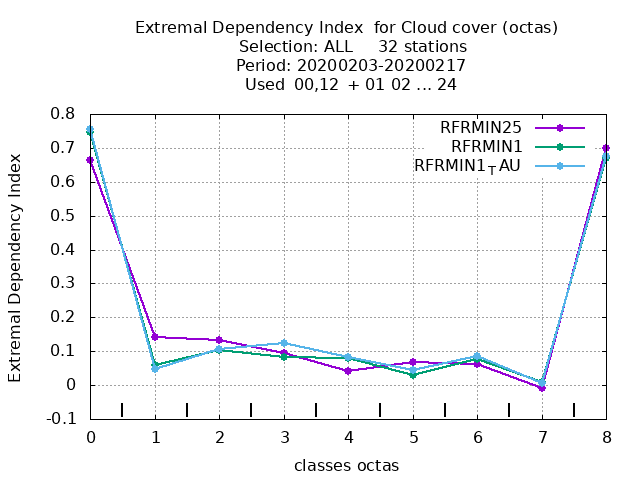 Extremal Dependency Index  for Cloud cover (octas)
Selection: ALL     32 stations
Period: 20200203-20200217
Used  00,12  + 01 02 ... 24
RFRMIN25
RFRMIN1
RFRMIN1TAU
0.8
0.7
0.6
0.5
0.4
0.3
0.2
0.1
0
-0.1
Extremal Dependency Index
0 1 2 3 4 5 6 7 8
classes octas